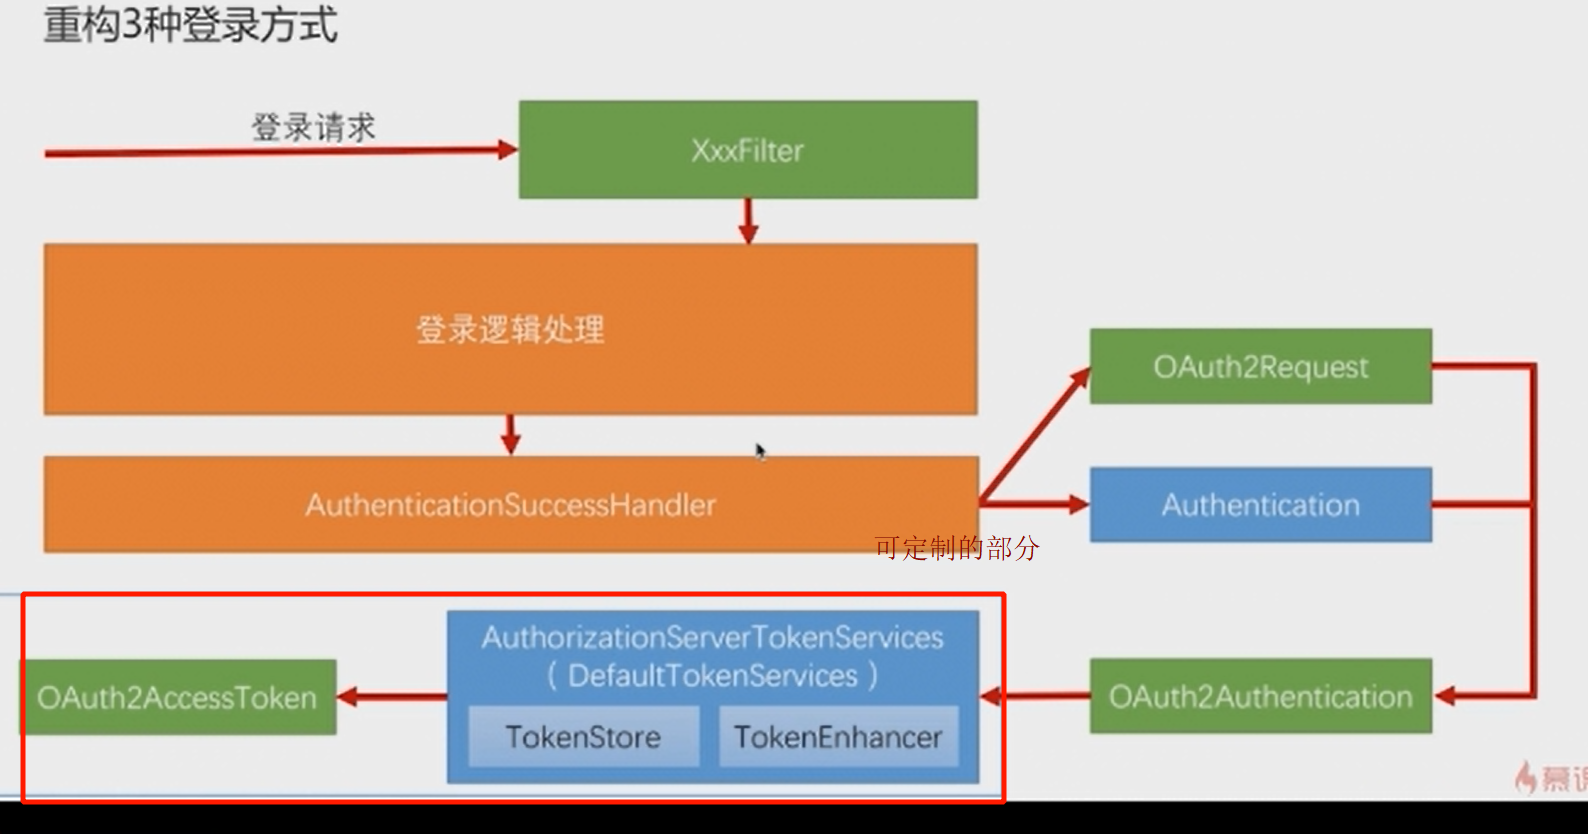 重构3种登录方式
登录请求
XxxFilter
登录逻辑处理
OAuth2Request
AuthenticationSuccessHandler
Authentication
可定制的部分
AuthorizationServerTokenServices
（ DefaultTokenServices ）
OAuth2AccessToken
OAuth2Authentication
TokenStore
TokenEnhancer
慕